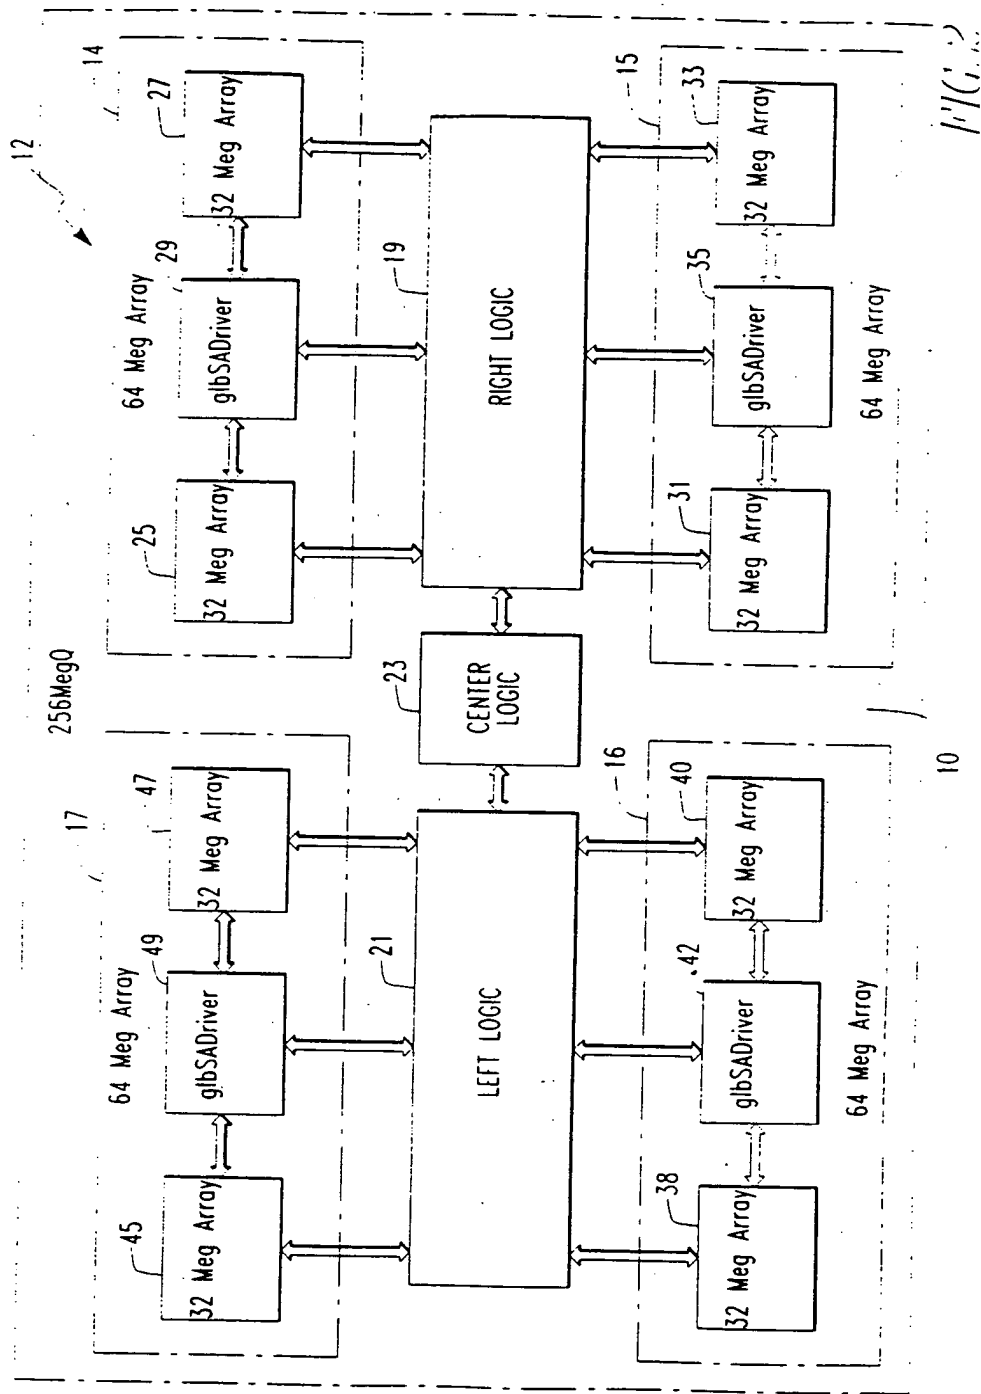 256MegQ
12
17
64 Meg Array
64 Meg Array
14
45
32 Meg Array
49
glbSADriver
47
32 Meg Array
25
32 Meg Array
29
glbSADriver
27
32 Meg Array
21
LEFT LOGIC
23
CENTER
LOGIC
19
RIGHT LOGIC
16
15
38
32 Meg Array
42
glbSADriver
40
32 Meg Array
31
32 Meg Array
35
glbSADriver
33
32 Meg Array
64 Meg Array
64 Meg Array
10